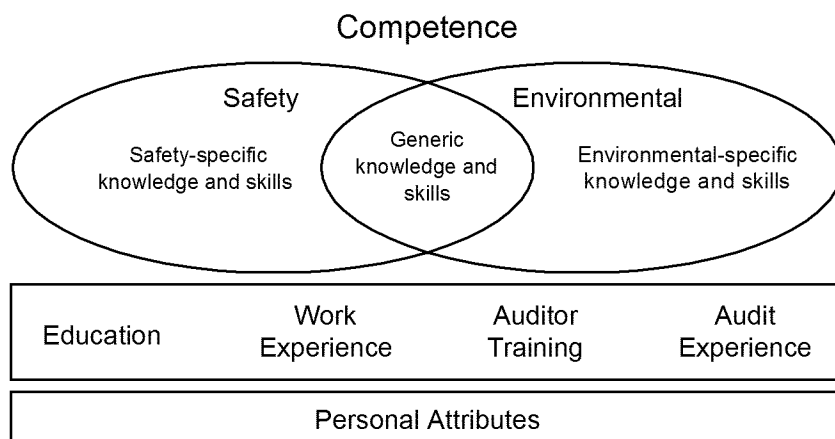 Competence
Safety
Environmental
Safety-specific
knowledge and skills
Generic
knowledge and
skills
Environmental-specific
knowledge and skills
Education
Work
Experience
Auditor
Training
Audit
Experience
Personal Attributes